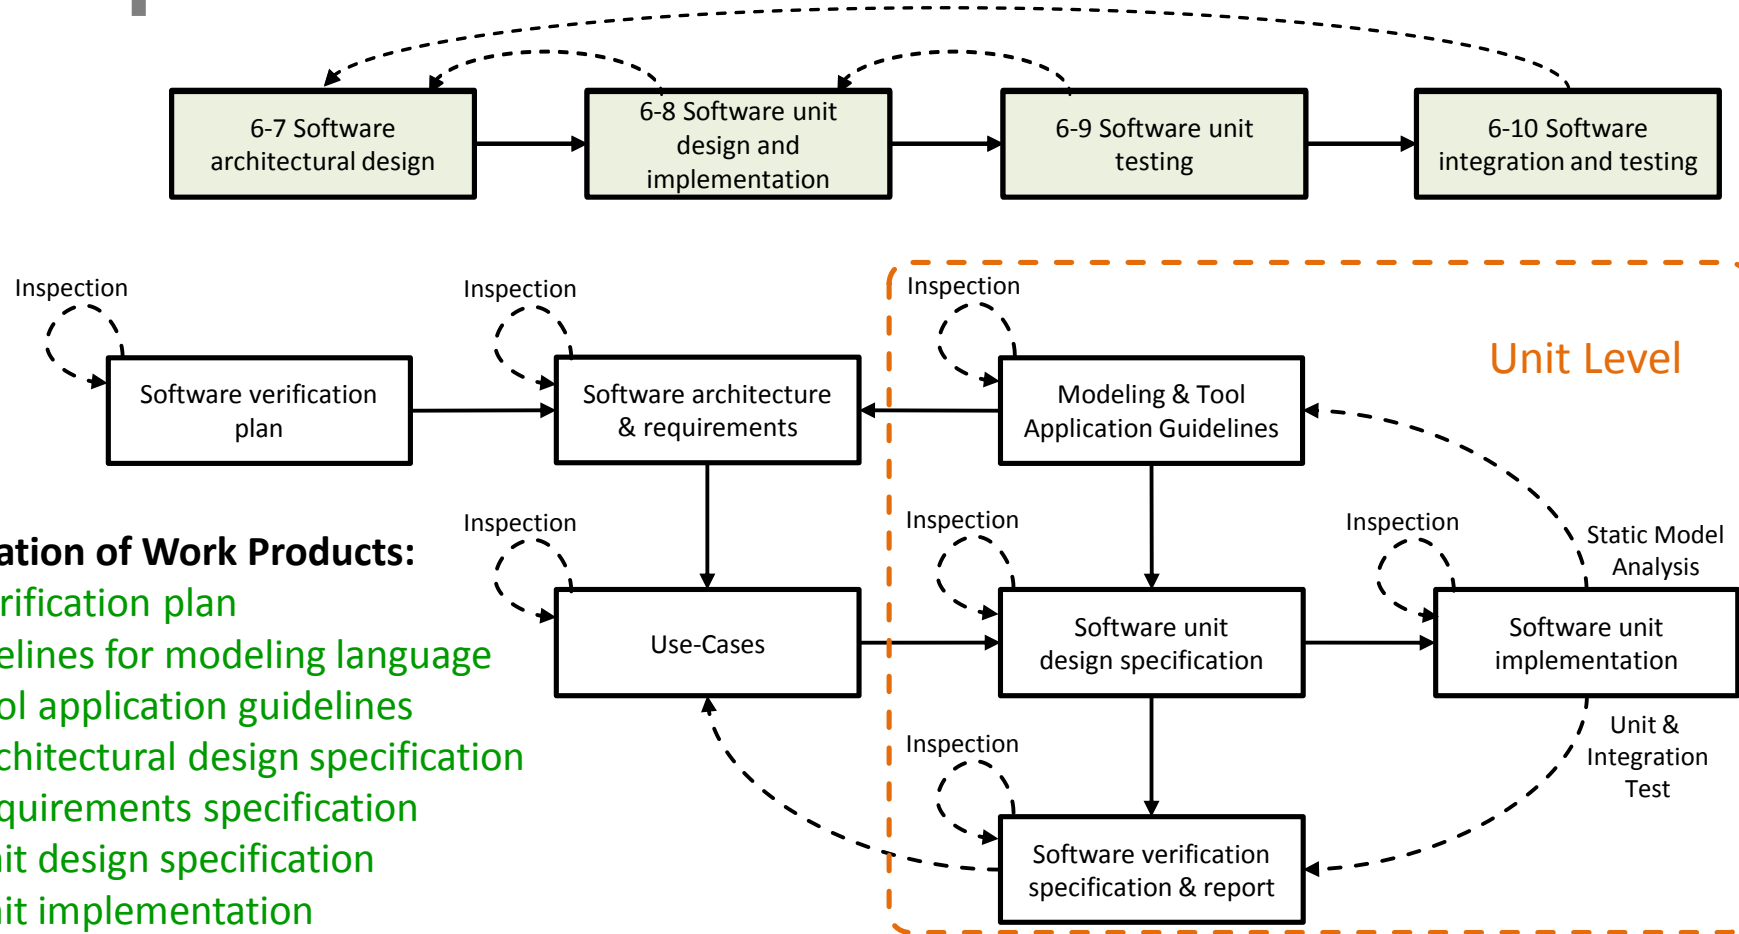 6-7 Software
architectural design
6-8 Software unit
design and
implementation
6-9 Software unit
testing
6-10 Software
integration and testing
Inspection
Inspection
Inspection
Unit Level
Software verification
plan
Software architecture
& requirements
Modeling & Tool
Application Guidelines
Inspection
Inspection
Inspection
Static Model
Analysis
Use-Cases
Software unit
design specification
Software unit
implementation
Inspection
Unit &
Integration
Test
Software verification
specification & report
ation of Work Products:
rification plan
elines for modeling language
ol application guidelines
chitectural design specification
quirements specification
it design specification
it implementation